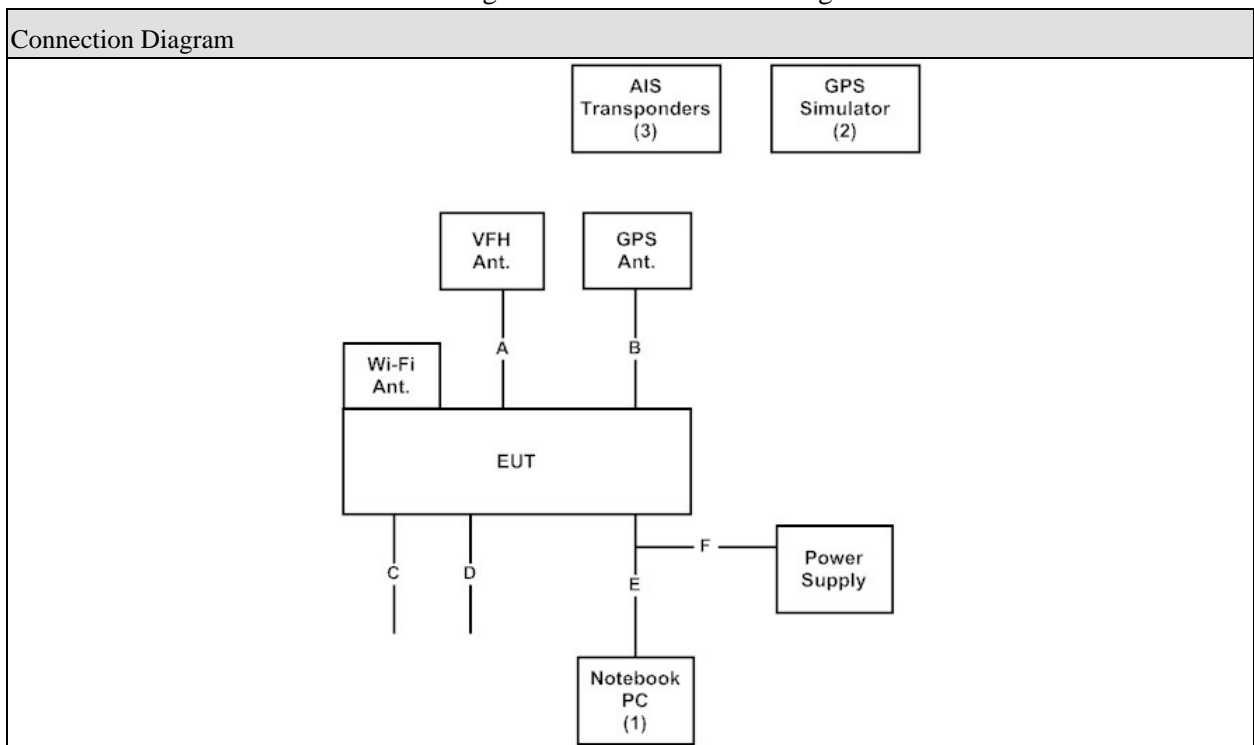 Connection Diagram
AIS
Transponders
(3)
GPS
Simulator
(2)
VFH
Ant.
GPS
Ant.
A
B
Wi-Fi
Ant.
EUT
C
D
F
E
Power
Supply
Notebook
PC
(1)